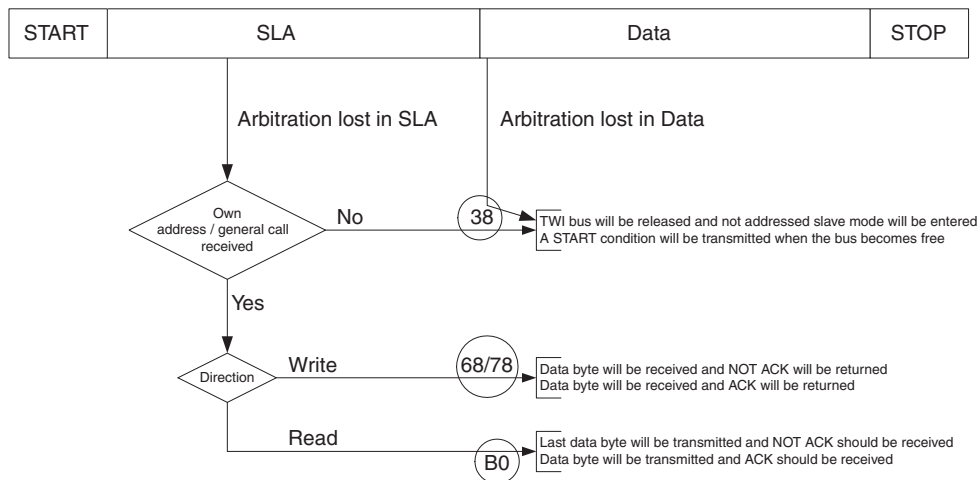 START SLA Data STOP
Arbitration lost in SLA
Arbitration lost in Data
Own
address / general call
received
No
38
TWI bus will be released and not addressed slave mode will be entered
A START condition will be transmitted when the bus becomes free
Yes
Direction
Write
68/78
Data byte will be received and NOT ACK will be returned
Data byte will be received and ACK will be returned
Read
B0
Last data byte will be transmitted and NOT ACK should be received
Data byte will be transmitted and ACK should be received